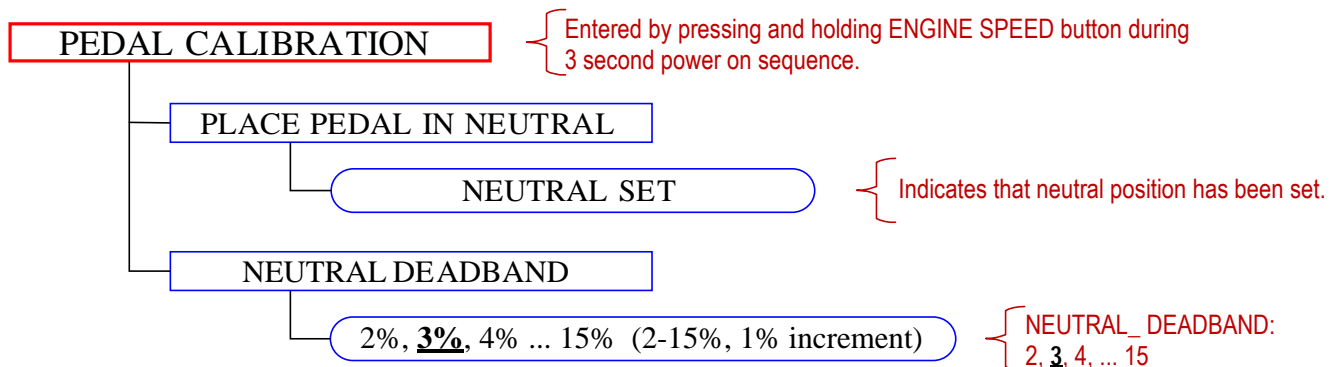 PEDAL CALIBRATION
Entered by pressing and holding ENGINE SPEED button during
3 second power on sequence.
PLACE PEDAL IN NEUTRAL
NEUTRAL SET
Indicates that neutral position has been set.
NEUTRAL DEADBAND
2%, 3%, 4% ... 15% (2-15%, 1% increment)
NEUTRAL_ DEADBAND:
2, 3, 4, ... 15